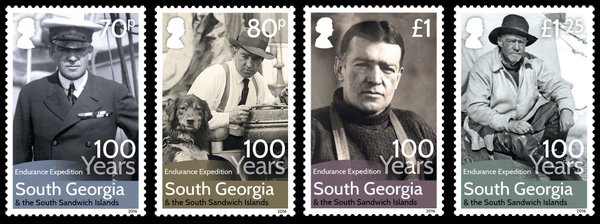 70P
100
Years
Endurance Expedition
South Georgia
& the South Sandwich Islands
2016
80P
100
Years
Endurance Expedition
South Georgia
& the South Sandwich Islands
2016
£1
100
Years
Endurance Expedition
South Georgia
& the South Sandwich Islands
2016
£1.25
100
Years
Endurance Expedition
South Georgia
& the South Sandwich Islands
2016